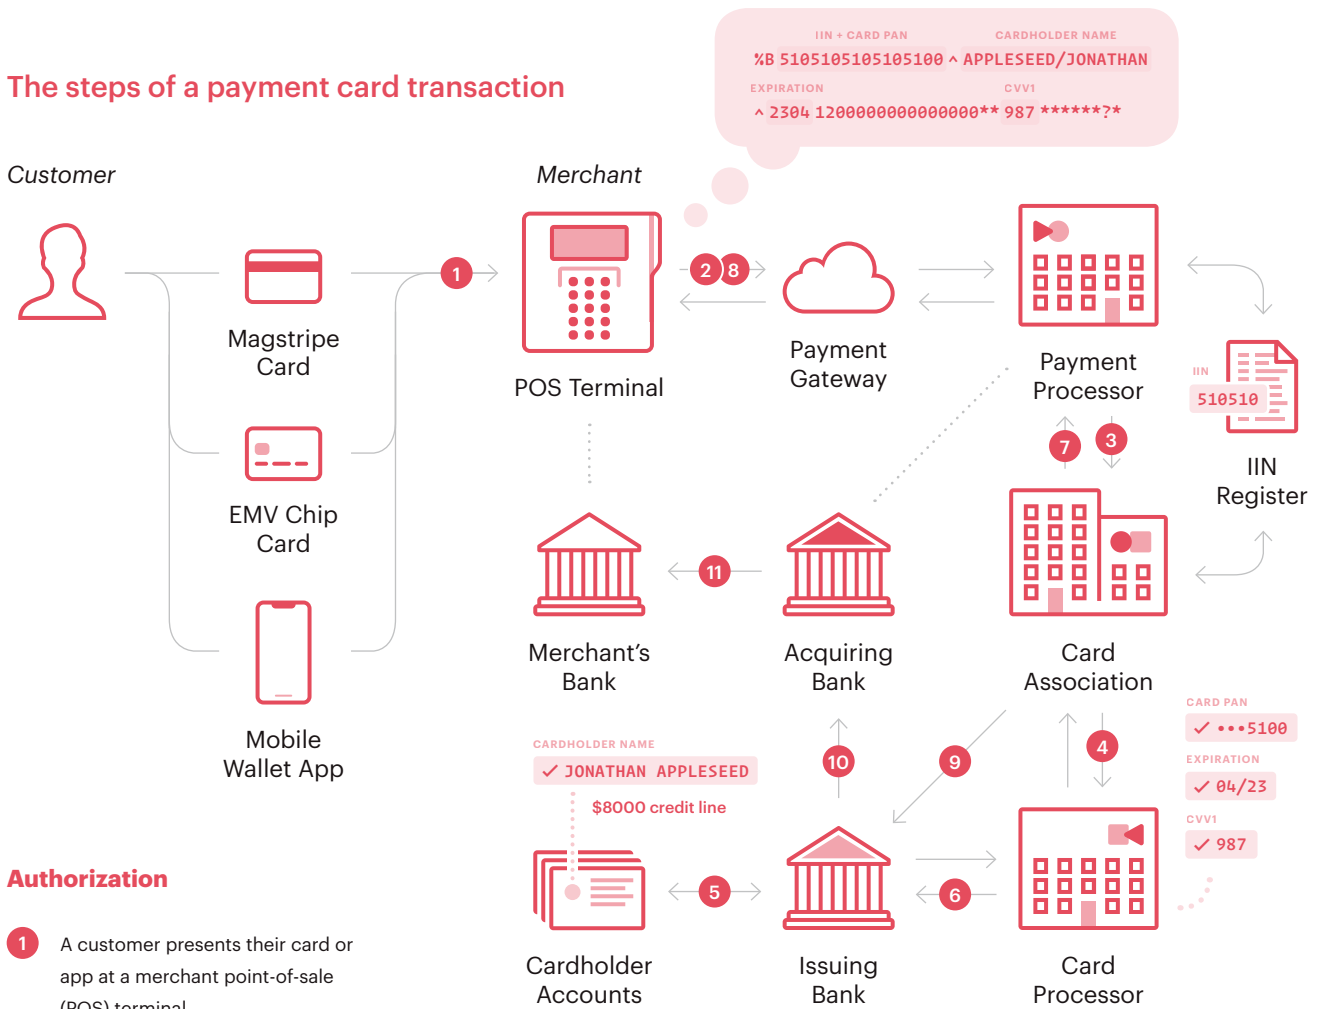 IIN + CARD PAN
CARDHOLDER NAME
%B 5105105105105100 ^ APPLESEED/JONATHAN
EXPIRATION
CVV1
^ 2304 1200000000000000** 987 ******?*
The steps of a payment card transaction
Customer
Merchant
1
2
8
Magstripe
Card
POS Terminal
Payment
Gateway
Payment
Processor
IIN
510510
7
3
IIN
Register
EMV Chip
Card
11
Merchant's
Bank
Acquiring
Bank
Card
Association
Mobile
Wallet App
CARDHOLDER NAME
✓ JONATHAN APPLESEED
$8000 credit line
10
9
4
CARD PAN
✓ •••5100
EXPIRATION
✓ 04/23
CVV1
✓ 987
5
6
Cardholder
Accounts
Issuing
Bank
Card
Processor
Authorization
1
A customer presents their card or
app at a merchant point-of-sale
(POS) terminal